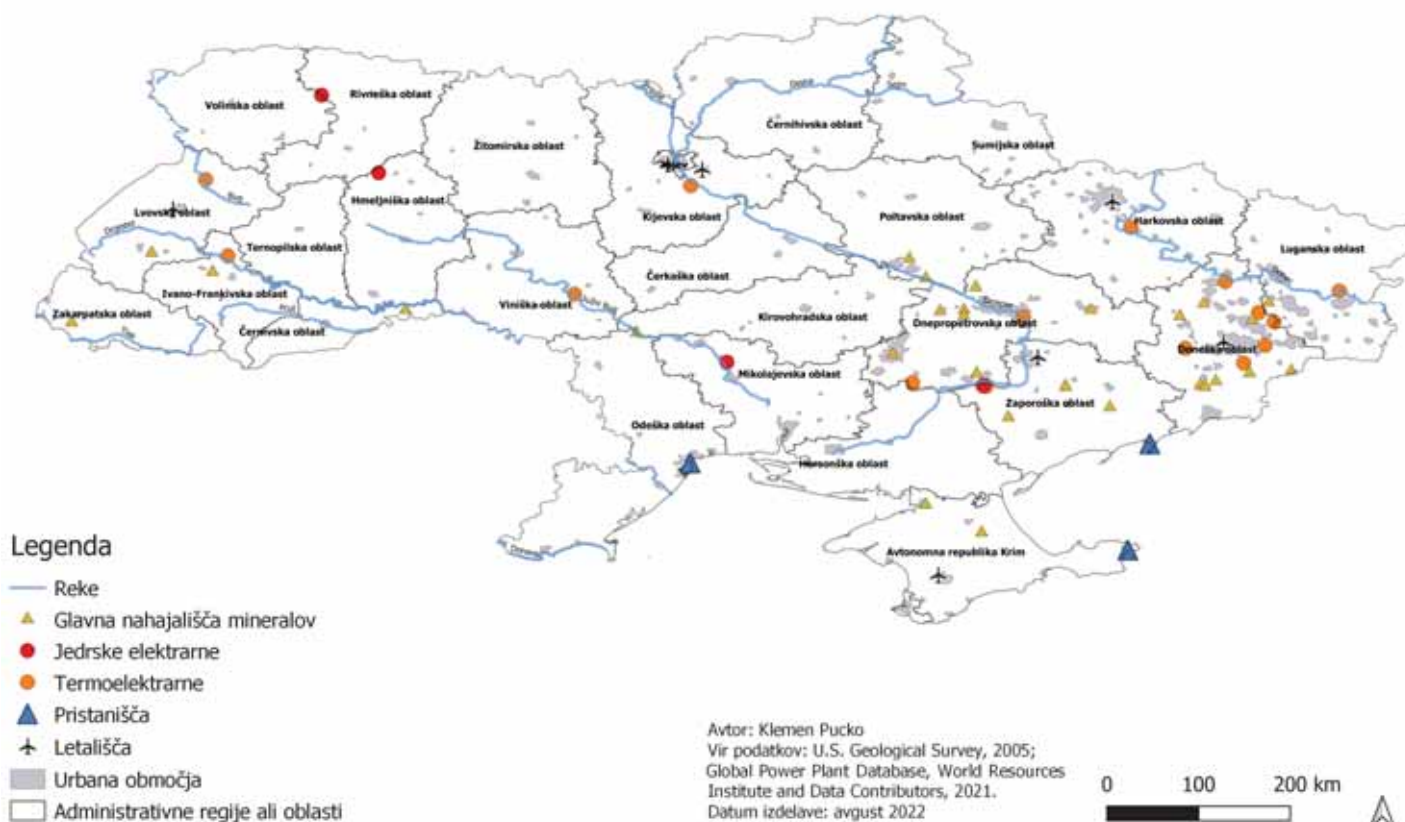 Volinska oblast
Rivneška oblast
Žitomirska oblast
Černihivska oblast
Sumijska oblast
Kijevska oblast
Lvovska oblast
Hmeljniška oblast
Ternopilska oblast
Poltavska oblast
Harkovska oblast
Luganska oblast
Ivano-Frankivska oblast
Zakarpatska oblast
Černivska oblast
Viniška oblast
Čerkaška oblast
Kirovohradska oblast
Dnepropetrovska oblast
Doneška oblast
Mikolajevska oblast
Zaporoška oblast
Odeška oblast
Hersonška oblast
Avtonomna republika Krim
Legenda
Reke
Glavna nahajališča mineralov
Jedrske elektrarne
Termoelektrarne
Pristanišča
Letališča
Urbana območja
Administrativne regije ali oblasti
Avtor: Klemen Pucko
Vir podatkov: U.S. Geological Survey, 2005;
Global Power Plant Database, World Resources
Institute and Data Contributors, 2021.
Datum izdelave: avgust 2022
0 100 200 km